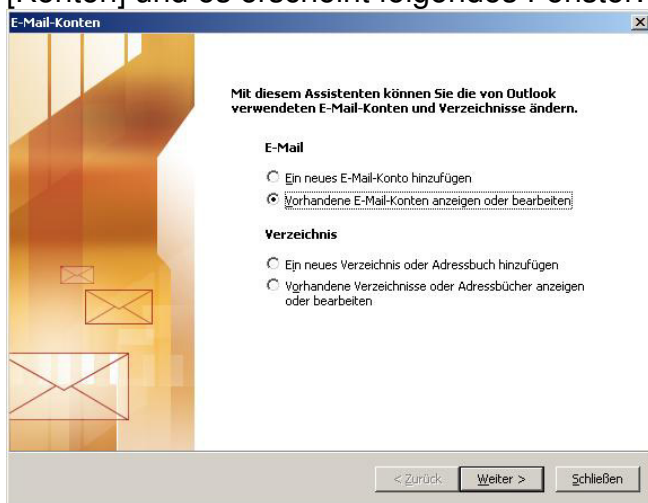 [Konten] und es erscheint folgendes Fenster:
E-Mail-Konten
Mit diesem Assistenten können Sie die von Outlook
verwendeten E-Mail-Konten und Verzeichnisse ändern.
E-Mail
Ein neues E-Mail-Konto hinzufügen
Vorhandene E-Mail-Konten anzeigen oder bearbeiten
Verzeichnis
Ein neues Verzeichnis oder Adressbuch hinzufügen
Vorhandene Verzeichnisse oder Adressbücher anzeigen
oder bearbeiten
< Zurück Weiter > Schließen